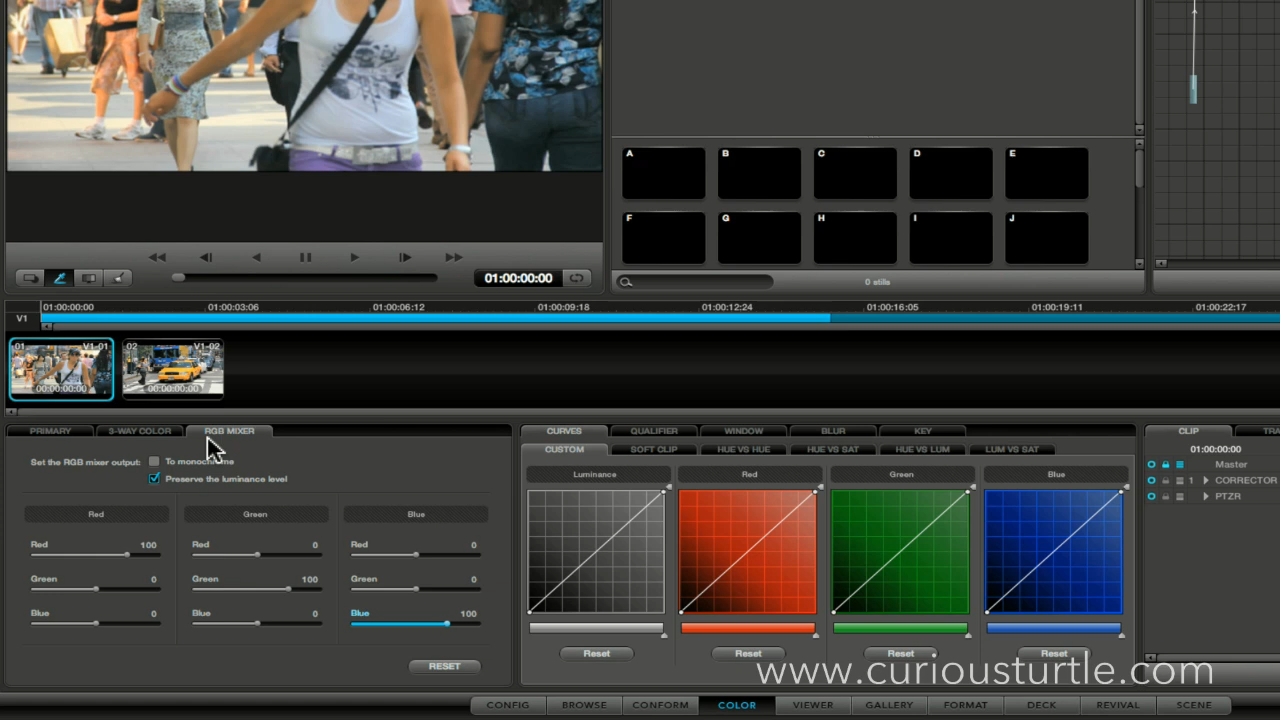 A B C D E
F G H I J
01:00:00:00
0 stills
V1 01:00:00:00 01:00:03:06 01:00:06:12 01:00:09:18 01:00:12:24 01:00:16:05 01:00:19:11 01:00:22:17
01 V1-01 02 V1-02
00:00:00:00 00:00:00:00
PRIMARY 3-WAY COLOR RGB MIXER CURVES QUALIFIER WINDOW BLUR KEY CLIP TRA
CUSTOM SOFT CLIP HUE VS HUE HUE VS SAT HUE VS LUM LUM VS SAT 01:00:00:00
Set the RGB mixer output: To monochrome
Preserve the luminance level
Luminance Red Green Blue
Master
1 CORRECTOR
PTZR
Red Green Blue
Red 100 Red 0 Red 0
Green 0 Green 100 Green 0
Blue 0 Blue 0 Blue 100
Reset Reset Reset Reset
RESET
www.curiousturtle.com
CONFIG BROWSE CONFORM COLOR VIEWER GALLERY FORMAT DECK REVIVAL SCENE